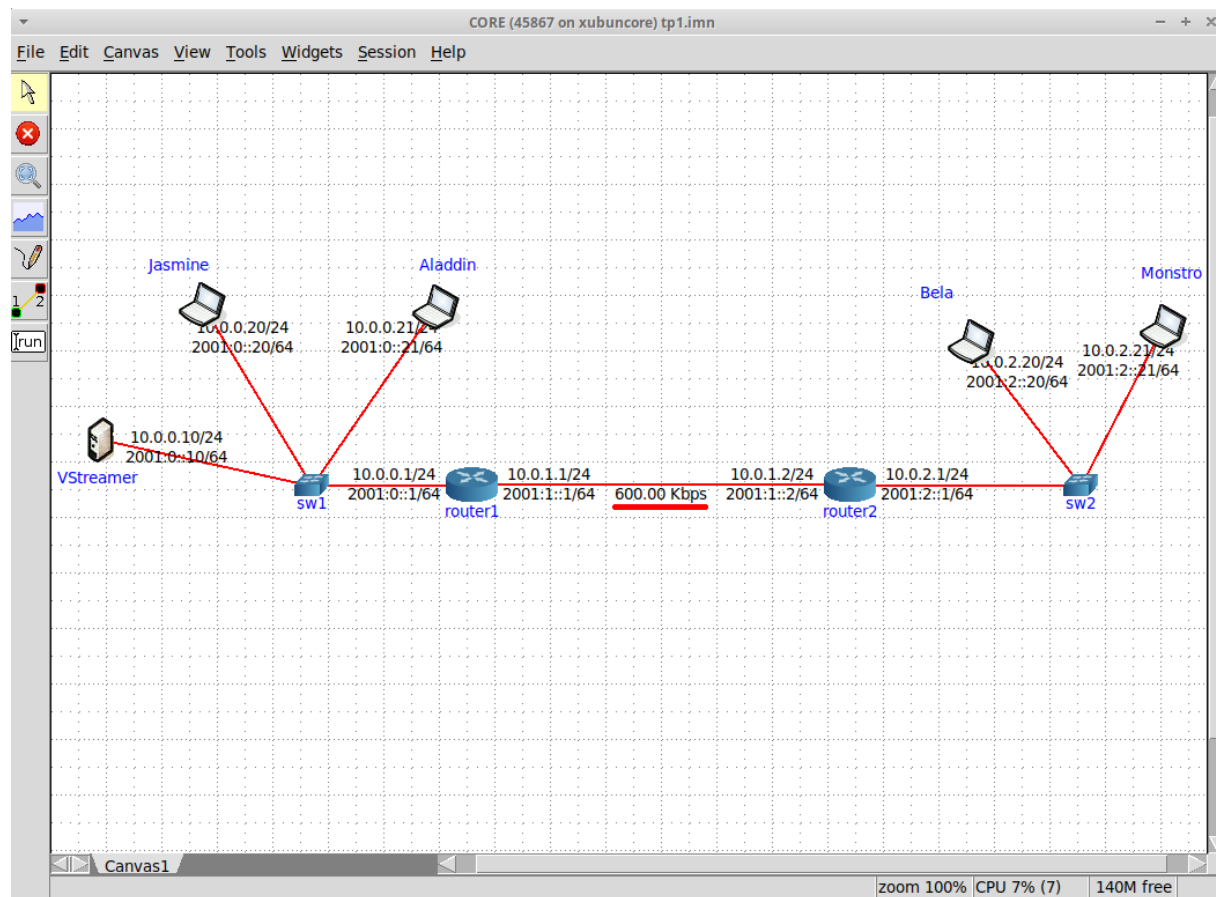 CORE (45867 on xubuncore) tp1.imn
File Edit Canvas View Tools Widgets Session Help
1 2
run
Jasmine
Aladdin
Monstro
Bela
10.0.0.20/24
2001:0::20/64
10.0.0.21/24
2001:0::21/64
10.0.2.20/24
2001:2::20/64
10.0.2.21/24
2001:2::21/64
10.0.0.10/24
2001:0::10/64
VStreamer
sw1
10.0.0.1/24
2001:0::1/64
router1
10.0.1.1/24
2001:1::1/64
600.00 Kbps
10.0.1.2/24
2001:1::2/64
router2
10.0.2.1/24
2001:2::1/64
sw2
Canvas1
zoom 100% CPU 7% (7) 140M free